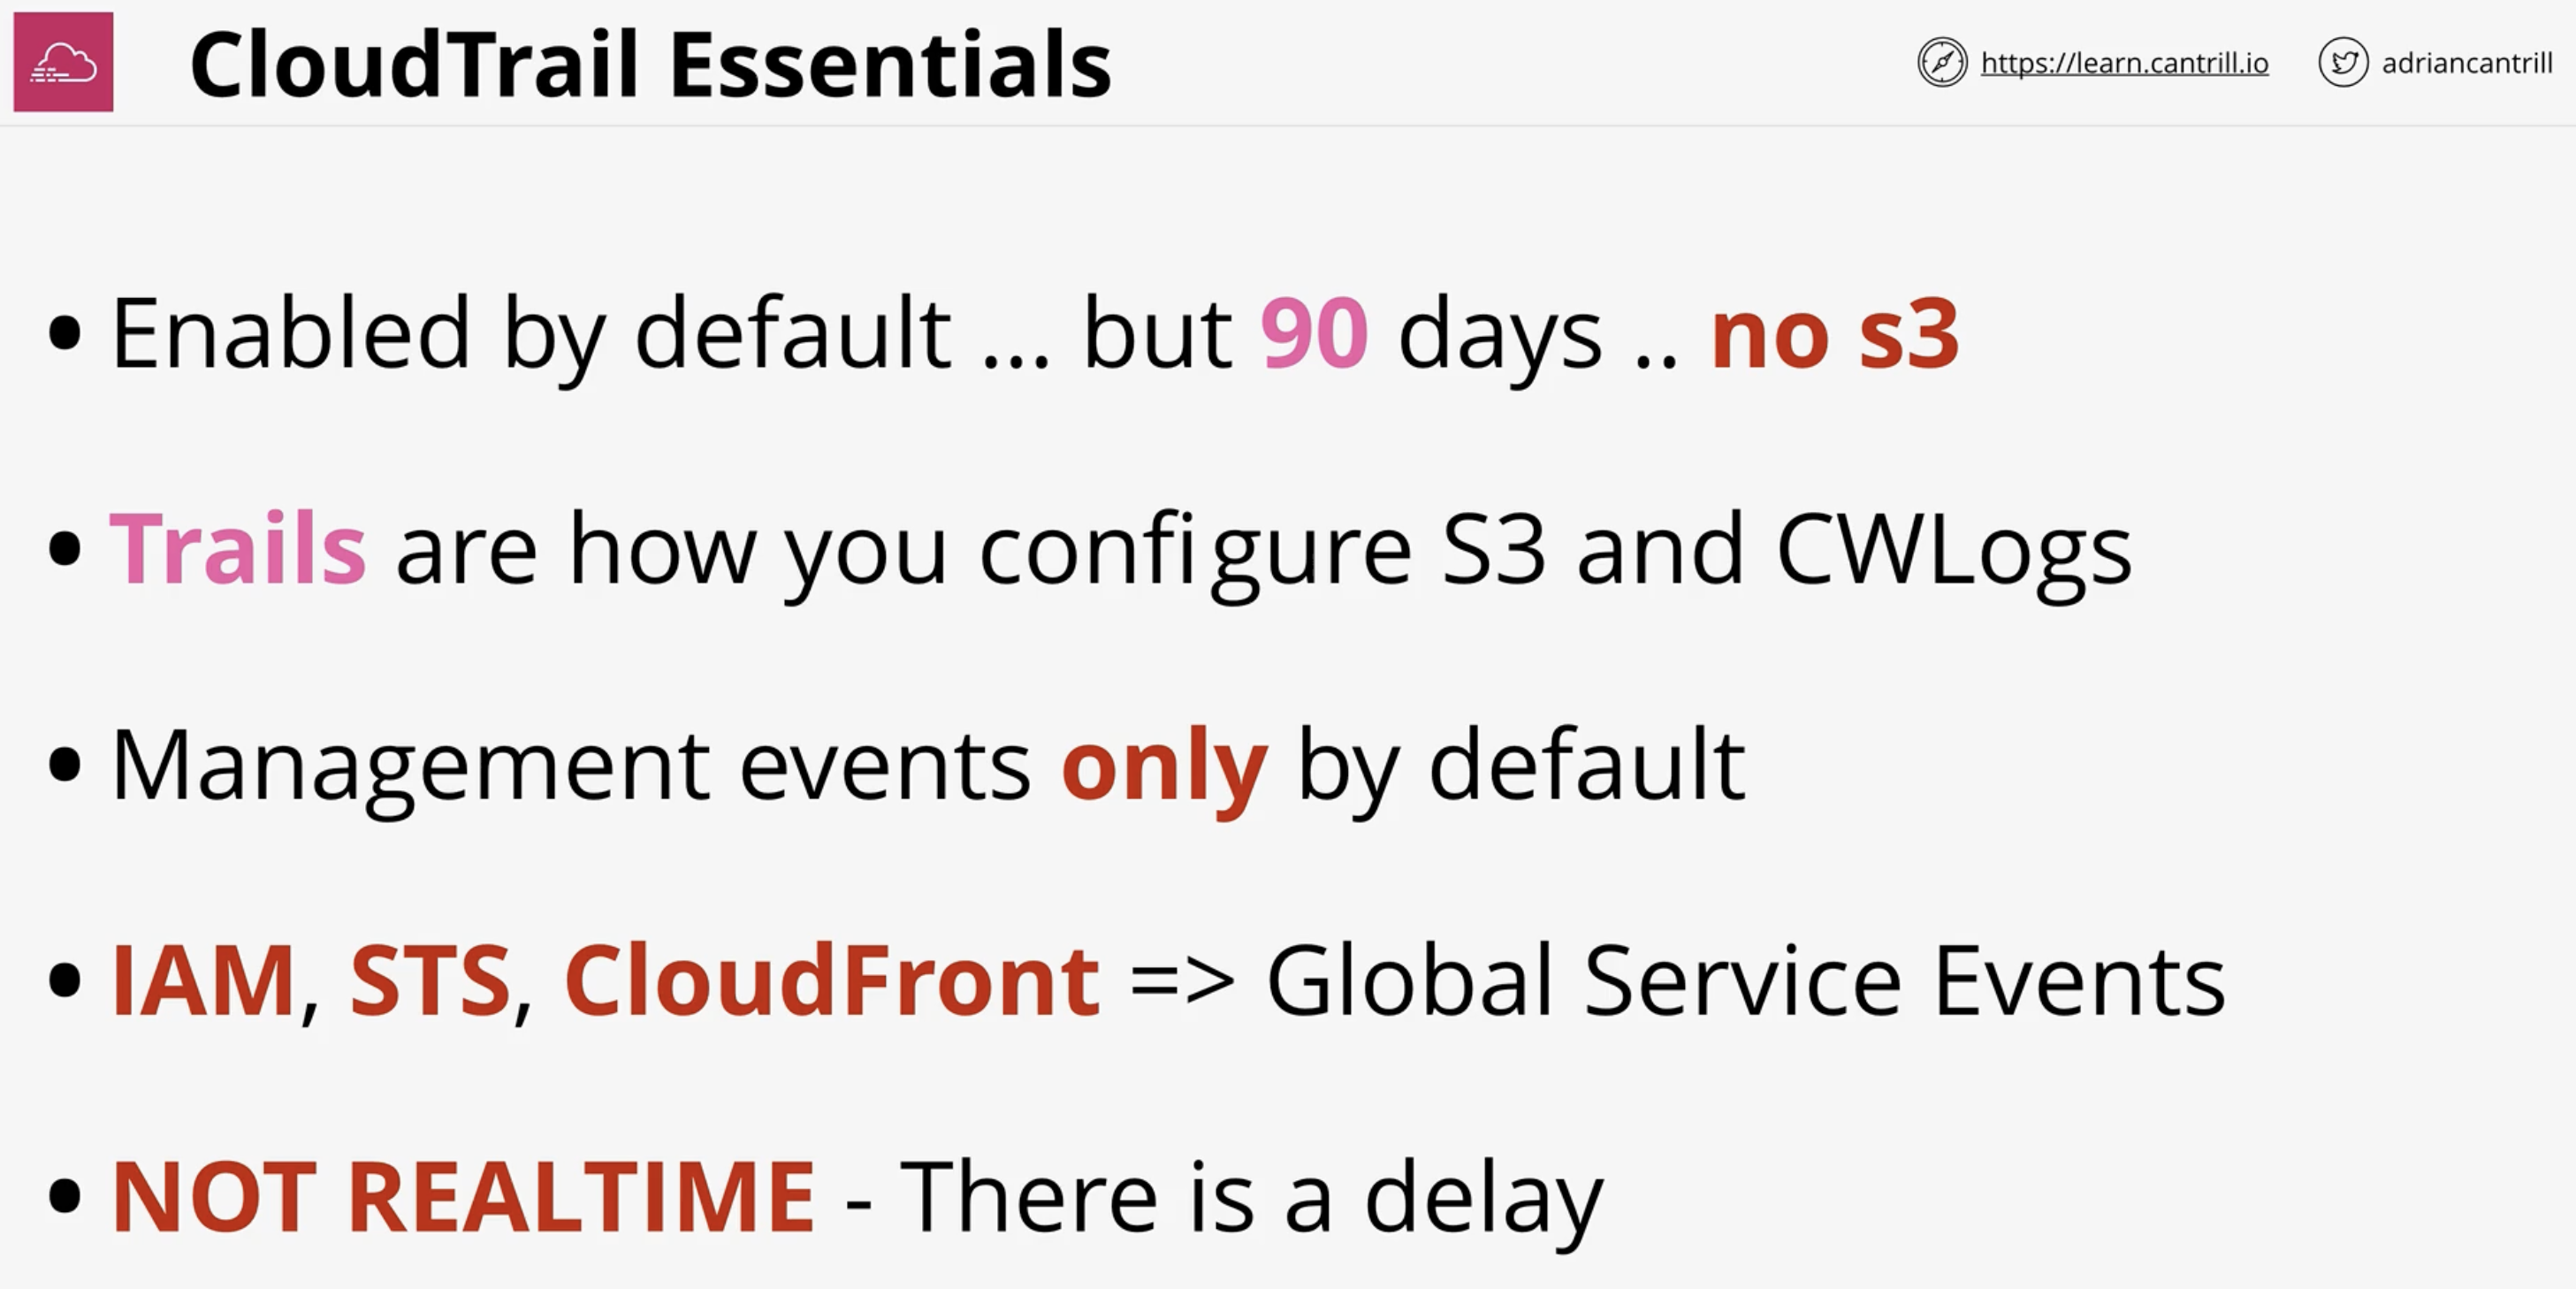 CloudTrail Essentials
https://learn.cantrill.io
adriancantrill
• Enabled by default ... but 90 days .. no s3
• Trails are how you configure S3 and CWLogs
• Management events only by default
• IAM, STS, CloudFront => Global Service Events
• NOT REALTIME - There is a delay